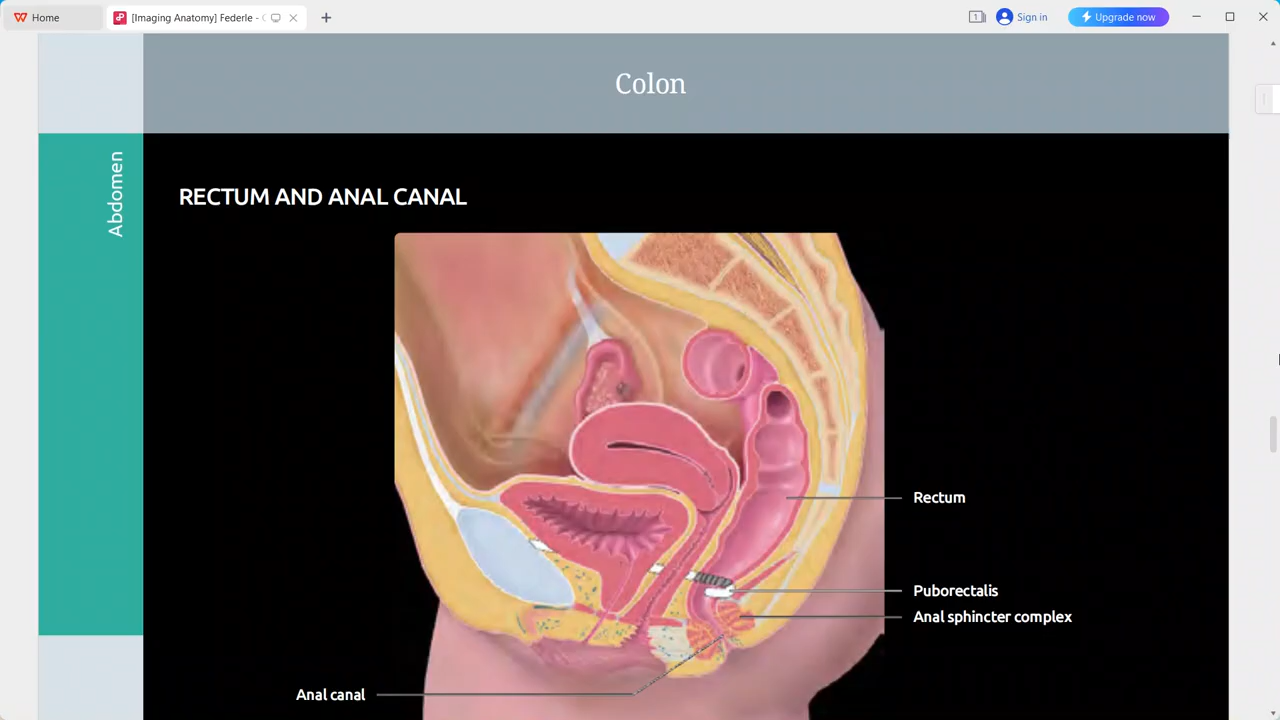 Home
[Imaging Anatomy] Federle -
1
Sign in
Upgrade now
Colon
Abdomen
RECTUM AND ANAL CANAL
Rectum
Puborectalis
Anal sphincter complex
Anal canal